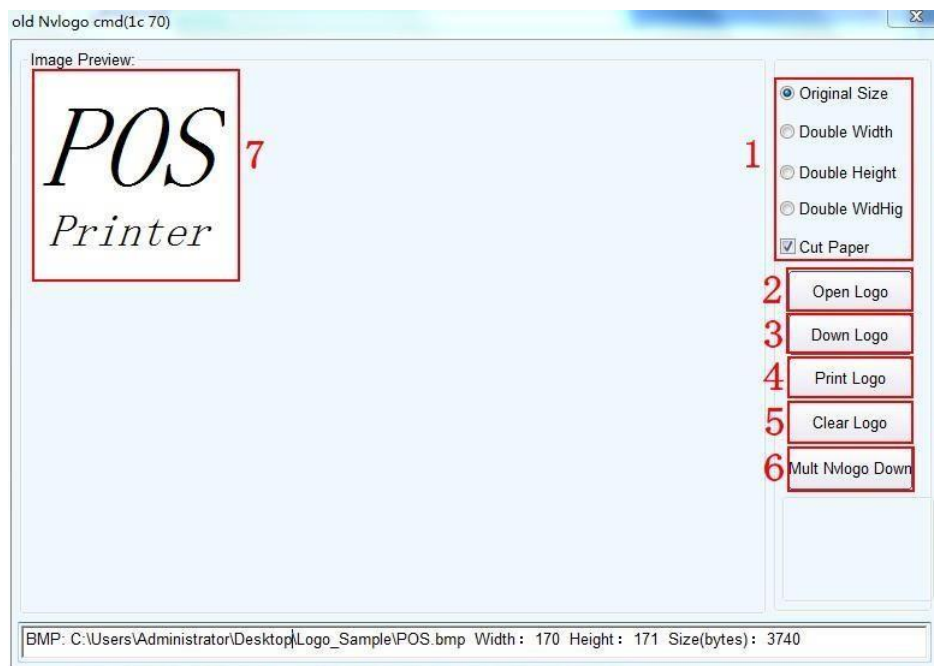 old Nvlogo cmd(1c 70)
Image Preview:
POS
Printer
7
1
Original Size
Double Width
Double Height
Double WidHig
Cut Paper
2 Open Logo
3 Down Logo
4 Print Logo
5 Clear Logo
6 Mult Nvlogo Down
BMP: C:\Users\Administrator\Desktop\Logo_Sample\POS.bmp Width: 170 Height: 171 Size(bytes): 3740